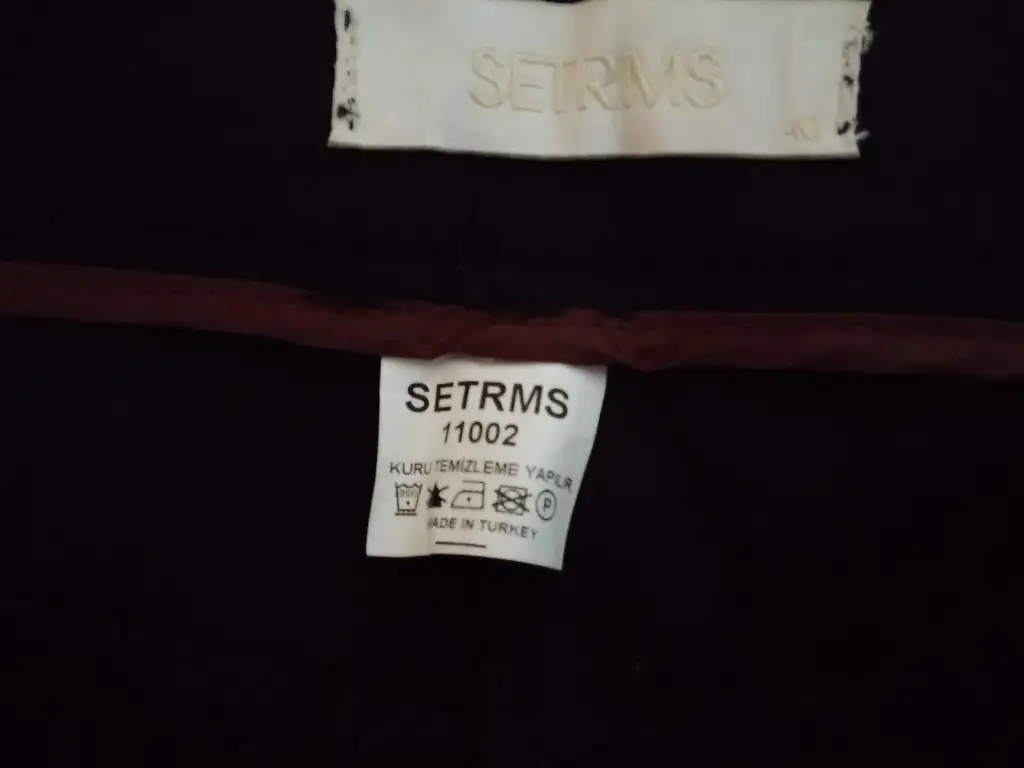 SETRMS
SETRMS
11002
KURU TEMİZLEME YAPILIR
P
MADE IN TURKEY